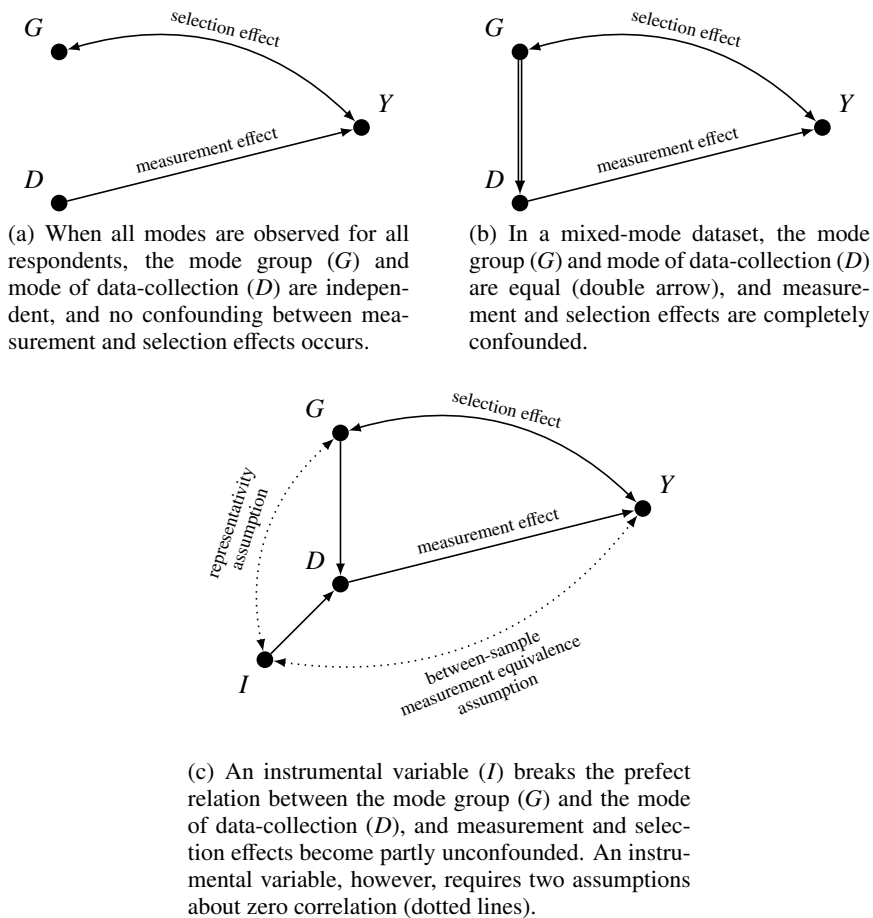 G
selection effect
Y
measurement effect
D
(a) When all modes are observed for all
respondents, the mode group (G) and
mode of data-collection (D) are indepen-
dent, and no confounding between mea-
surement and selection effects occurs.
G
selection effect
Y
measurement effect
D
(b) In a mixed-mode dataset, the mode
group (G) and mode of data-collection (D)
are equal (double arrow), and measure-
ment and selection effects are completely
confounded.
G
selection effect
Y
representativity
assumption
measurement effect
D
between-sample
measurement equivalence
assumption
I
(c) An instrumental variable (I) breaks the prefect
relation between the mode group (G) and the mode
of data-collection (D), and measurement and selec-
tion effects become partly unconfounded. An instru-
mental variable, however, requires two assumptions
about zero correlation (dotted lines).